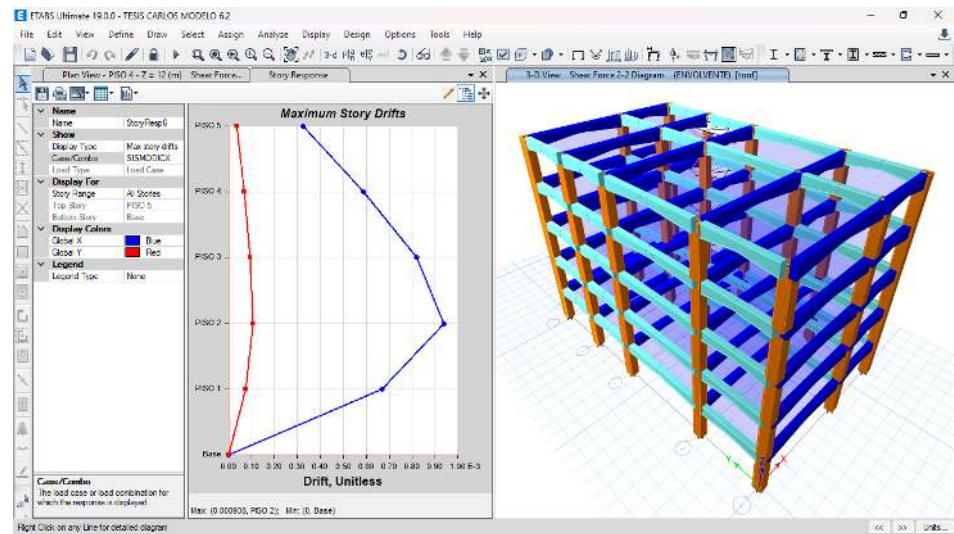 ETABS Ultimate 19.0.0 - TESIS CARLOS MODELO 6.2
File Edit View Define Draw Select Assign Analyze Display Design Options Tools Help
Plan View - PISO 4 - Z = 12 (m) Shear Force... Story Response
3-D View Shear Force 2-2 Diagram (ENVOLVENTE) [tonf]
Name
Name StoryResp6
Show
Display Type Max story drifts
Case/Combo SISMODICX
Load Type Load Case
Display For
Story Range All Stories
Top Story PISO 5
Bottom Story Base
Display Colors
Global X Blue
Global Y Red
Legend
Legend Type None
Maximum Story Drifts
PISO 5
PISO 4
PISO 3
PISO 2
PISO 1
Base
0.00 0.10 0.20 0.30 0.40 0.50 0.60 0.70 0.80 0.90 1.00 E-3
Drift, Unitless
Case/Combo
The load case or load combination for
which the response is displayed
Max: (0.000938, PISO 2); Min: (0, Base)
Right Click on any Line for detailed diagram
<< >> Units...